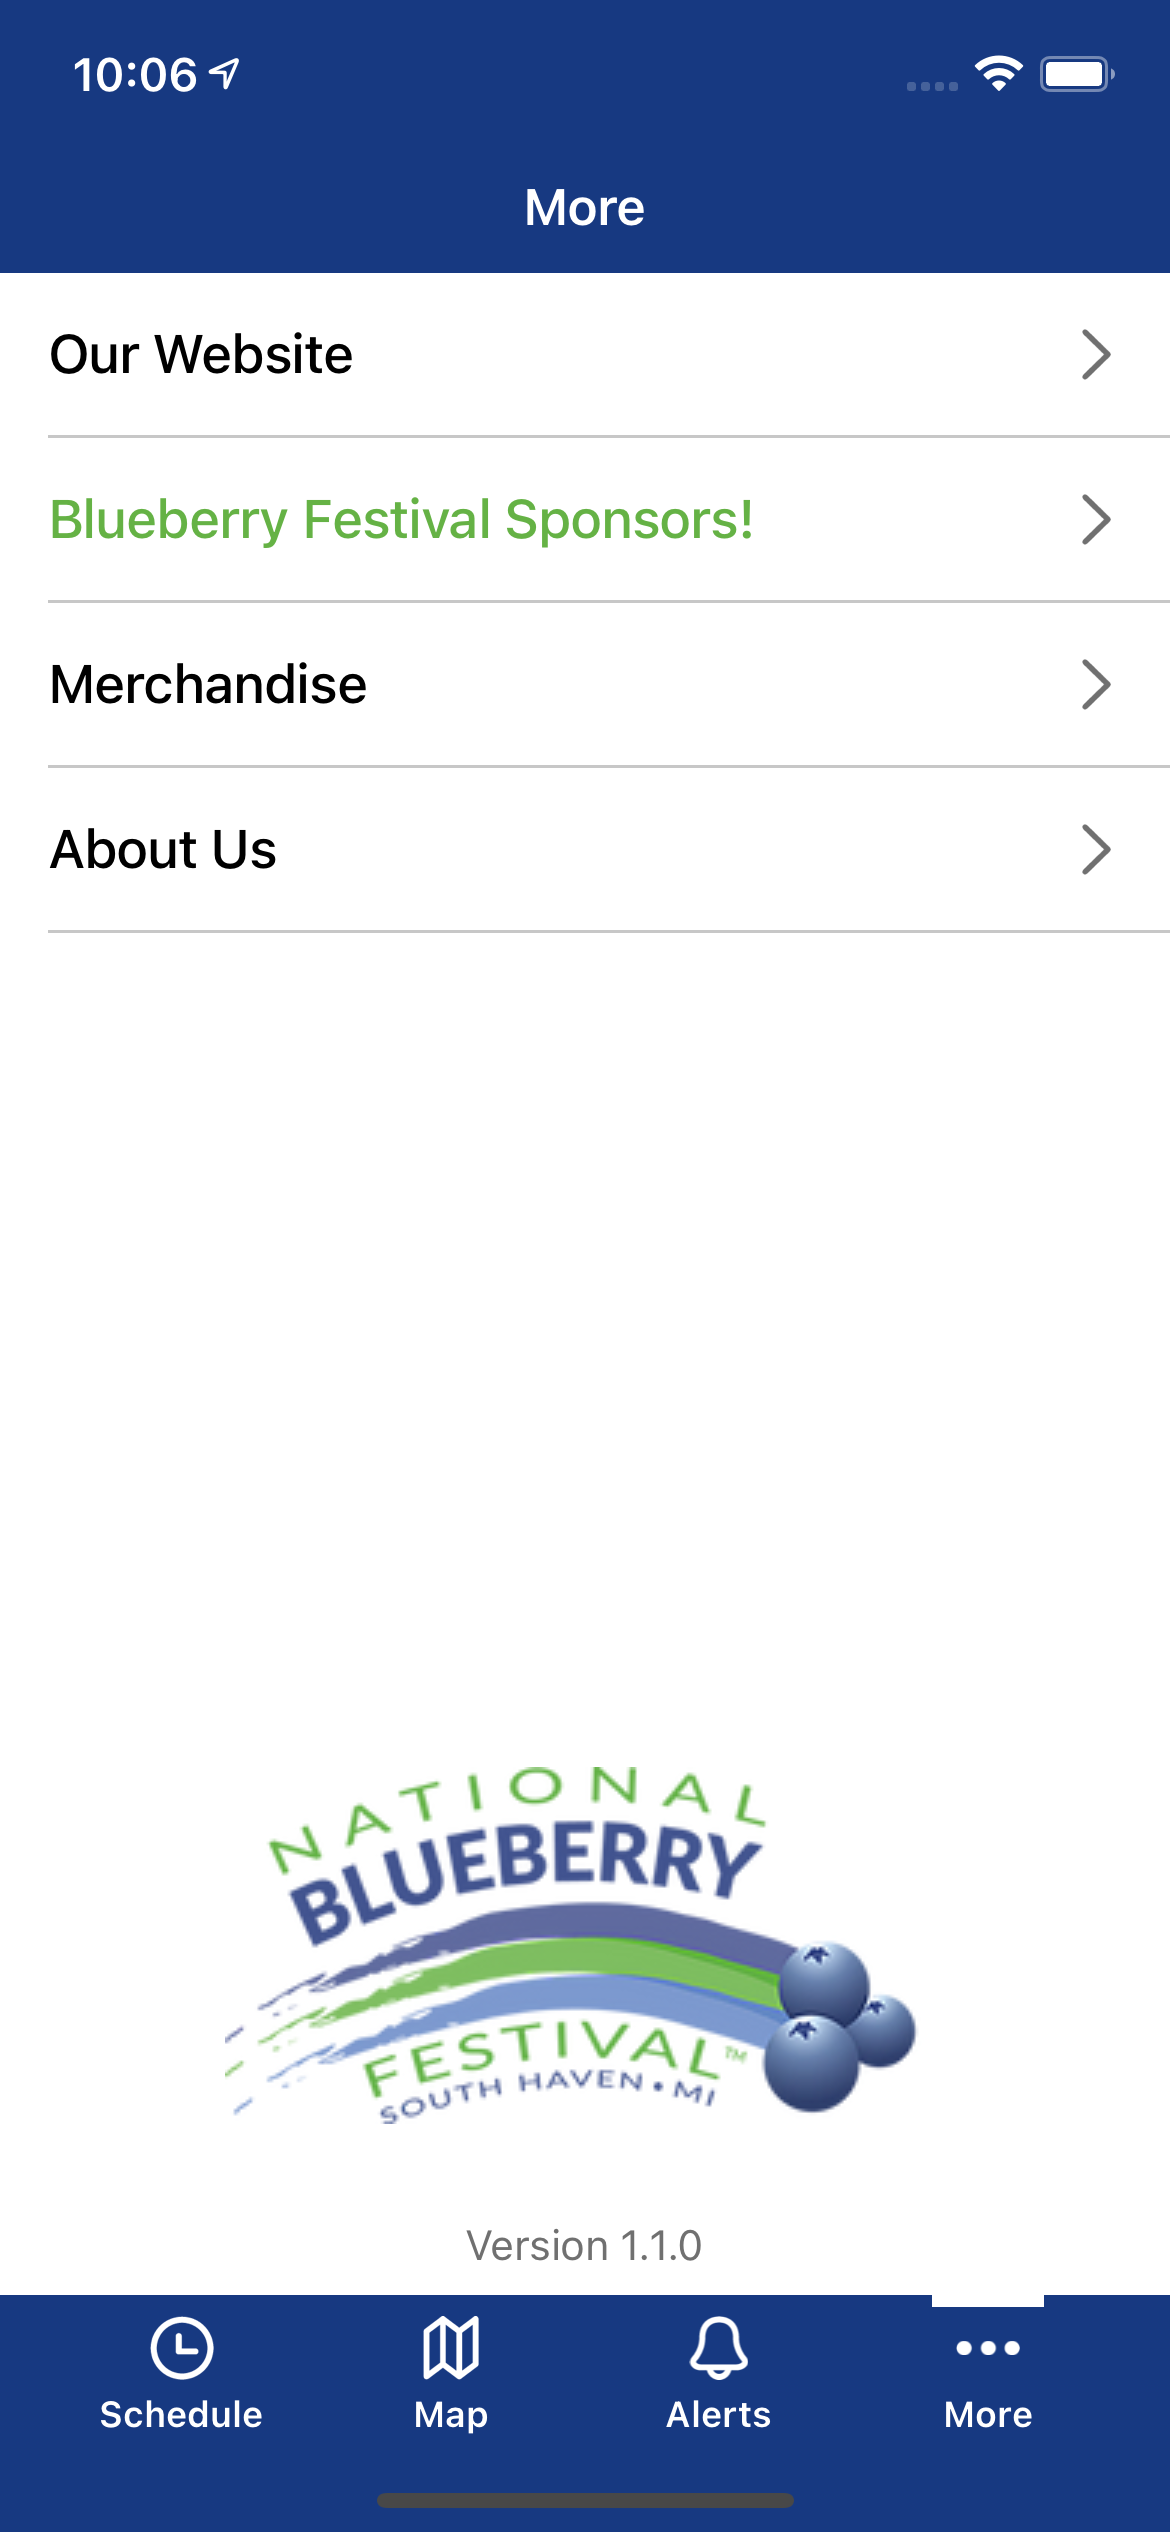 10:06
More
Our Website
Blueberry Festival Sponsors!
Merchandise
About Us
NATIONAL
BLUEBERRY
FESTIVAL™
SOUTH HAVEN • MI
Version 1.1.0
Schedule
Map
Alerts
More